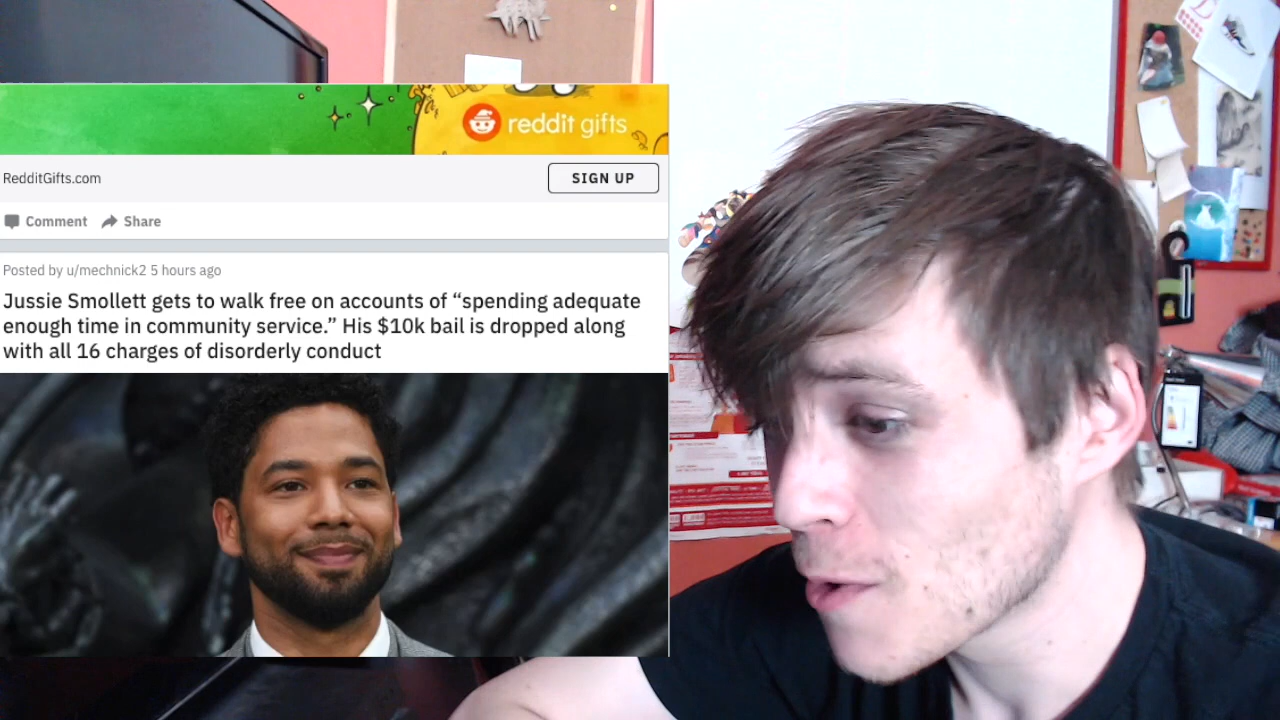 reddit gifts
RedditGifts.com
SIGN UP
Comment Share
Posted by u/mechnick2 5 hours ago
Jussie Smollett gets to walk free on accounts of “spending adequate
enough time in community service.” His $10k bail is dropped along
with all 16 charges of disorderly conduct